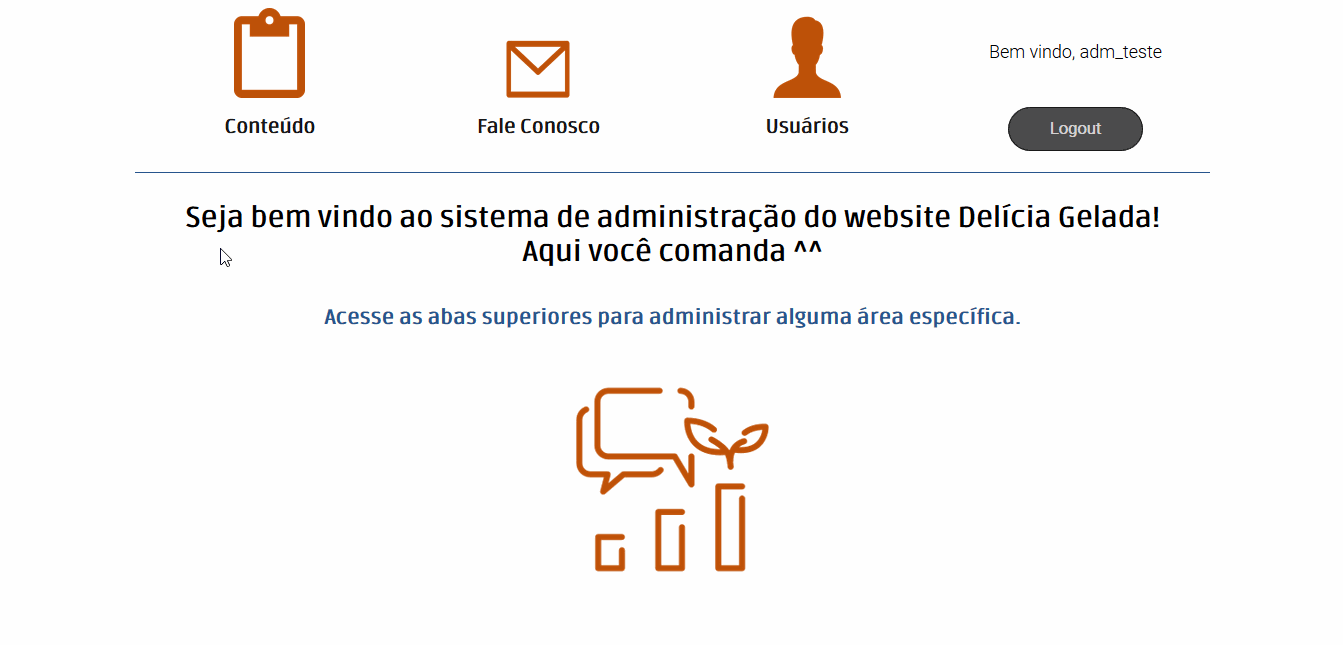 Bem vindo, adm_teste
Conteúdo
Fale Conosco
Usuários
Logout
Seja bem vindo ao sistema de administração do website Delícia Gelada!
Aqui você comanda ^^
Acesse as abas superiores para administrar alguma área específica.